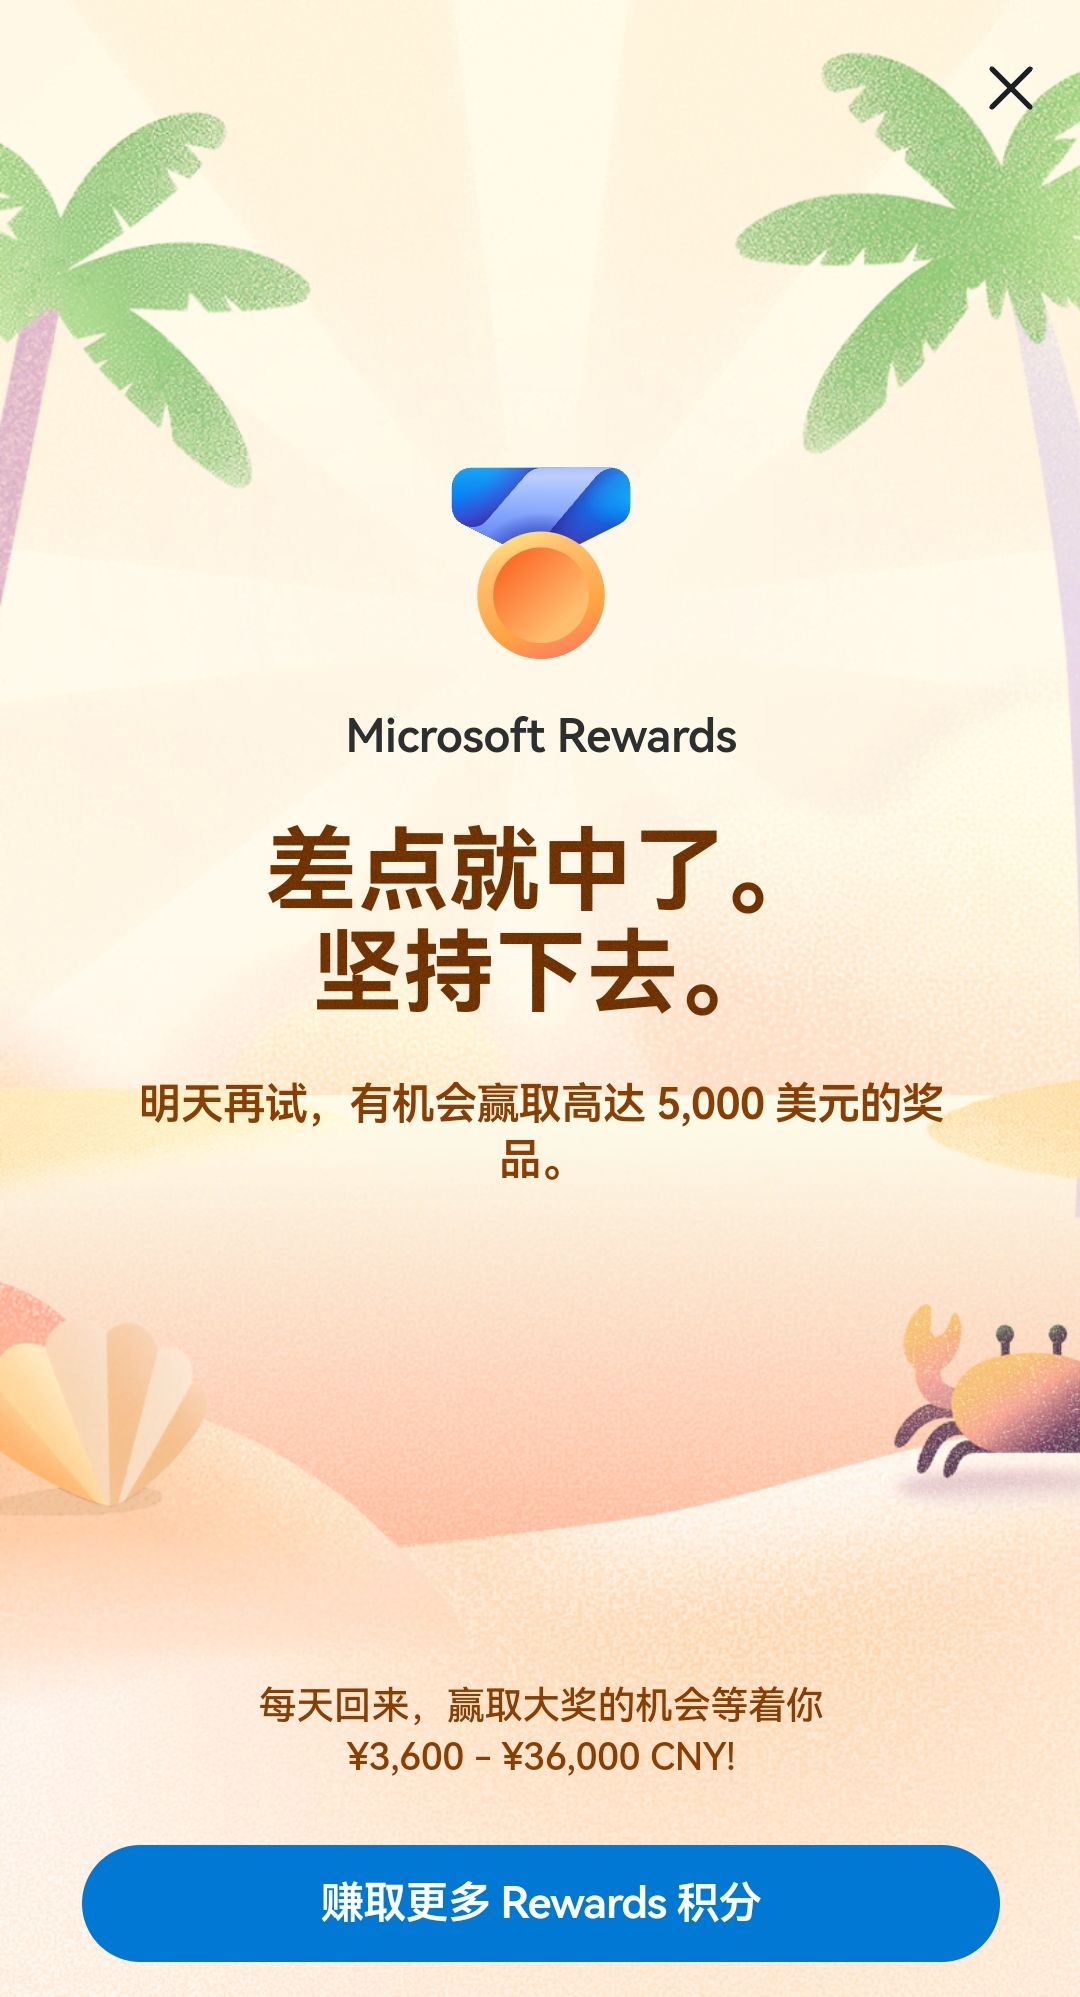 Microsoft Rewards
差点就中了。
坚持下去。
明天再试，有机会赢取高达 5,000 美元的奖
品。
每天回来，赢取大奖的机会等着你
¥3,600 - ¥36,000 CNY!
赚取更多 Rewards 积分